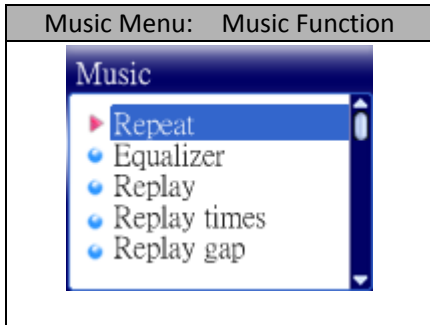 Music Menu: Music Function
Music
Repeat
Equalizer
Replay
Replay times
Replay gap